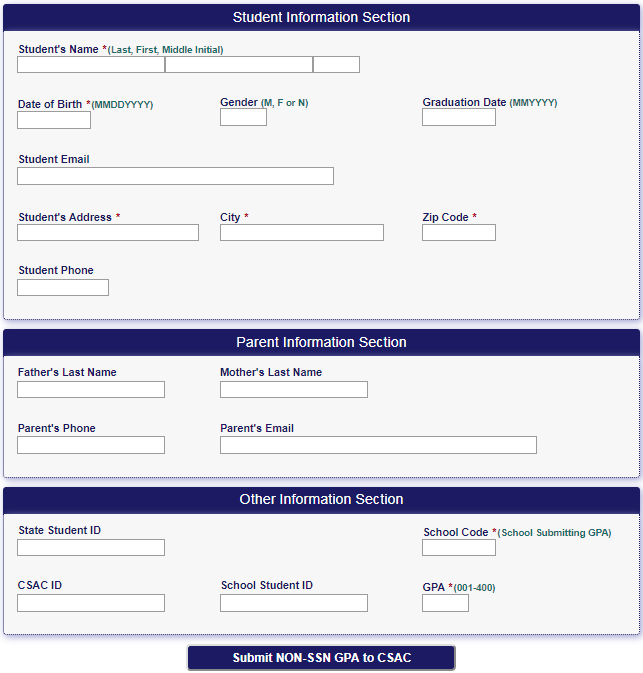 Student Information Section
Student's Name *(Last, First, Middle Initial)
Date of Birth *(MMDDYYYY) Gender (M, F or N) Graduation Date (MMYYYY)
Student Email
Student's Address * City * Zip Code *
Student Phone
Parent Information Section
Father's Last Name Mother's Last Name
Parent's Phone Parent's Email
Other Information Section
State Student ID School Code *(School Submitting GPA)
CSAC ID School Student ID GPA *(001-400)
Submit NON-SSN GPA to CSAC